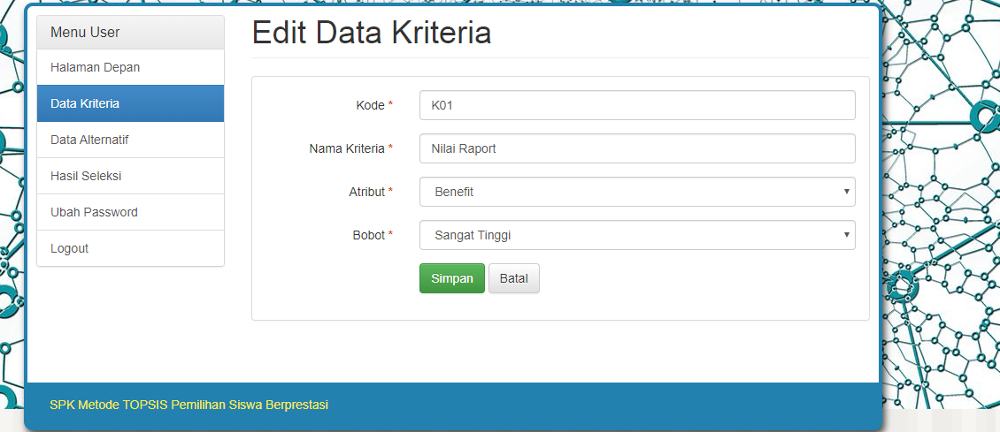 Menu User
Halaman Depan
Data Kriteria
Data Alternatif
Hasil Seleksi
Ubah Password
Logout
Edit Data Kriteria
Kode * K01
Nama Kriteria * Nilai Raport
Atribut * Benefit
Bobot * Sangat Tinggi
Simpan Batal
SPK Metode TOPSIS Pemilihan Siswa Berprestasi